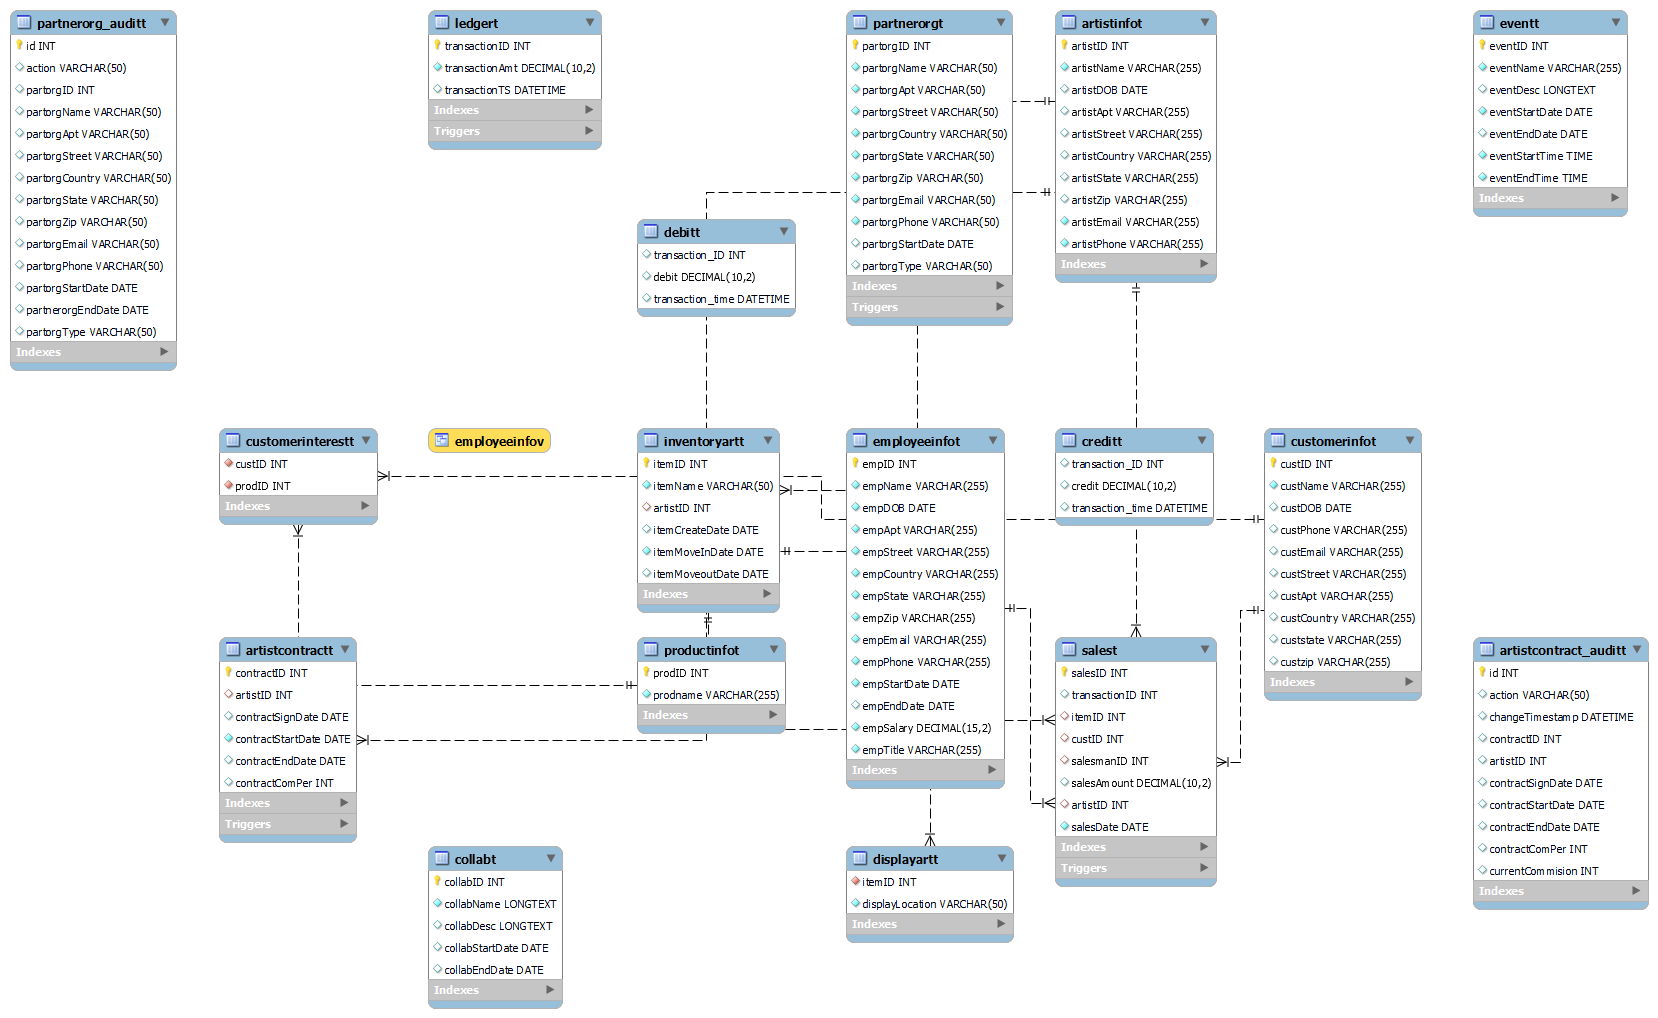 partnerorg_auditt
id INT
action VARCHAR(50)
partorgID INT
partorgName VARCHAR(50)
partorgApt VARCHAR(50)
partorgStreet VARCHAR(50)
partorgCountry VARCHAR(50)
partorgState VARCHAR(50)
partorgZip VARCHAR(50)
partorgEmail VARCHAR(50)
partorgPhone VARCHAR(50)
partorgStartDate DATE
partnerorgEndDate DATE
partorgType VARCHAR(50)
Indexes
ledgert
transactionID INT
transactionAmt DECIMAL(10,2)
transactionTS DATETIME
Indexes
Triggers
partnerorgt
partorgID INT
partorgName VARCHAR(50)
partorgApt VARCHAR(50)
partorgStreet VARCHAR(50)
partorgCountry VARCHAR(50)
partorgState VARCHAR(50)
partorgZip VARCHAR(50)
partorgEmail VARCHAR(50)
partorgPhone VARCHAR(50)
partorgStartDate DATE
partorgType VARCHAR(50)
Indexes
Triggers
artistinfot
artistID INT
artistName VARCHAR(255)
artistDOB DATE
artistApt VARCHAR(255)
artistStreet VARCHAR(255)
artistCountry VARCHAR(255)
artistState VARCHAR(255)
artistZip VARCHAR(255)
artistEmail VARCHAR(255)
artistPhone VARCHAR(255)
Indexes
eventt
eventID INT
eventName VARCHAR(255)
eventDesc LONGTEXT
eventStartDate DATE
eventEndDate DATE
eventStartTime TIME
eventEndTime TIME
Indexes
debitt
transaction_ID INT
debit DECIMAL(10,2)
transaction_time DATETIME
customerinterestt
custID INT
prodID INT
Indexes
employeeinfov
inventoryartt
itemID INT
itemName VARCHAR(50)
artistID INT
itemCreateDate DATE
itemMoveInDate DATE
itemMoveoutDate DATE
Indexes
employeeinfot
empID INT
empName VARCHAR(255)
empDOB DATE
empApt VARCHAR(255)
empStreet VARCHAR(255)
empCountry VARCHAR(255)
empState VARCHAR(255)
empZip VARCHAR(255)
empEmail VARCHAR(255)
empPhone VARCHAR(255)
empStartDate DATE
empEndDate DATE
empSalary DECIMAL(15,2)
empTitle VARCHAR(255)
Indexes
creditt
transaction_ID INT
credit DECIMAL(10,2)
transaction_time DATETIME
customerinfot
custID INT
custName VARCHAR(255)
custDOB DATE
custPhone VARCHAR(255)
custEmail VARCHAR(255)
custStreet VARCHAR(255)
custApt VARCHAR(255)
custCountry VARCHAR(255)
custstate VARCHAR(255)
custzip VARCHAR(255)
Indexes
artistcontractt
contractID INT
artistID INT
contractSignDate DATE
contractStartDate DATE
contractEndDate DATE
contractComPer INT
Indexes
Triggers
productinfot
prodID INT
prodname VARCHAR(255)
Indexes
salest
salesID INT
transactionID INT
itemID INT
custID INT
salesmanID INT
salesAmount DECIMAL(10,2)
artistID INT
salesDate DATE
Indexes
Triggers
artistcontract_auditt
id INT
action VARCHAR(50)
changeTimestamp DATETIME
contractID INT
artistID INT
contractSignDate DATE
contractStartDate DATE
contractEndDate DATE
contractComPer INT
currentCommision INT
Indexes
collabt
collabID INT
collabName LONGTEXT
collabDesc LONGTEXT
collabStartDate DATE
collabEndDate DATE
Indexes
displayartt
itemID INT
displayLocation VARCHAR(50)
Indexes